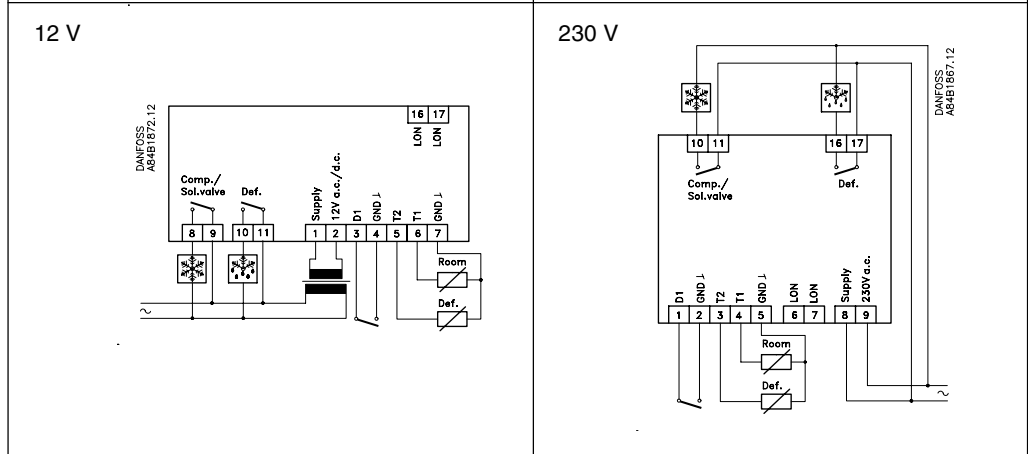 12 V
DANFOSS
A84B1872.12
16 17
LON LON
Comp./
Sol.valve
Def.
Supply
12V a.c./d.c.
D1
GND ⊥
T2
T1
GND ⊥
8 9 10 11 1 2 3 4 5 6 7
Room
Def.
~
230 V
DANFOSS
A84B1867.12
10 11 16 17
Comp./
Sol.valve
Def.
D1
GND ⊥
T2
T1
GND ⊥
LON
LON
Supply
230V a.c.
1 2 3 4 5 6 7 8 9
Room
Def.
~